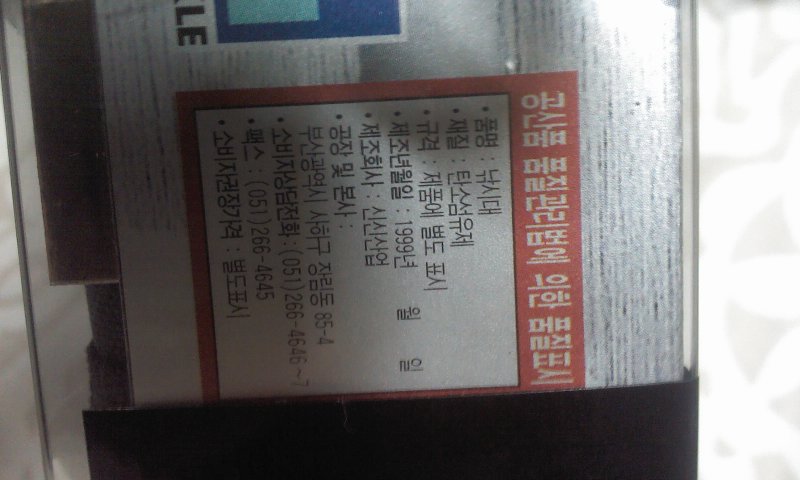 KLE
공산품 품질관리법에 의한 품질표시
• 품명 : 낚시대
• 재질 : 탄소섬유제
• 규격 : 제품에 별도 표시
• 제조년월일 : 1999년 월 일
• 제조회사 : 신신산업
• 공장 및 본사 :
부산광역시 사하구 장림동 85-4
• 소비자상담전화 : (051)266-4646~7
• 팩스 : (051)266-4645
• 소비자권장가격 : 별도표시